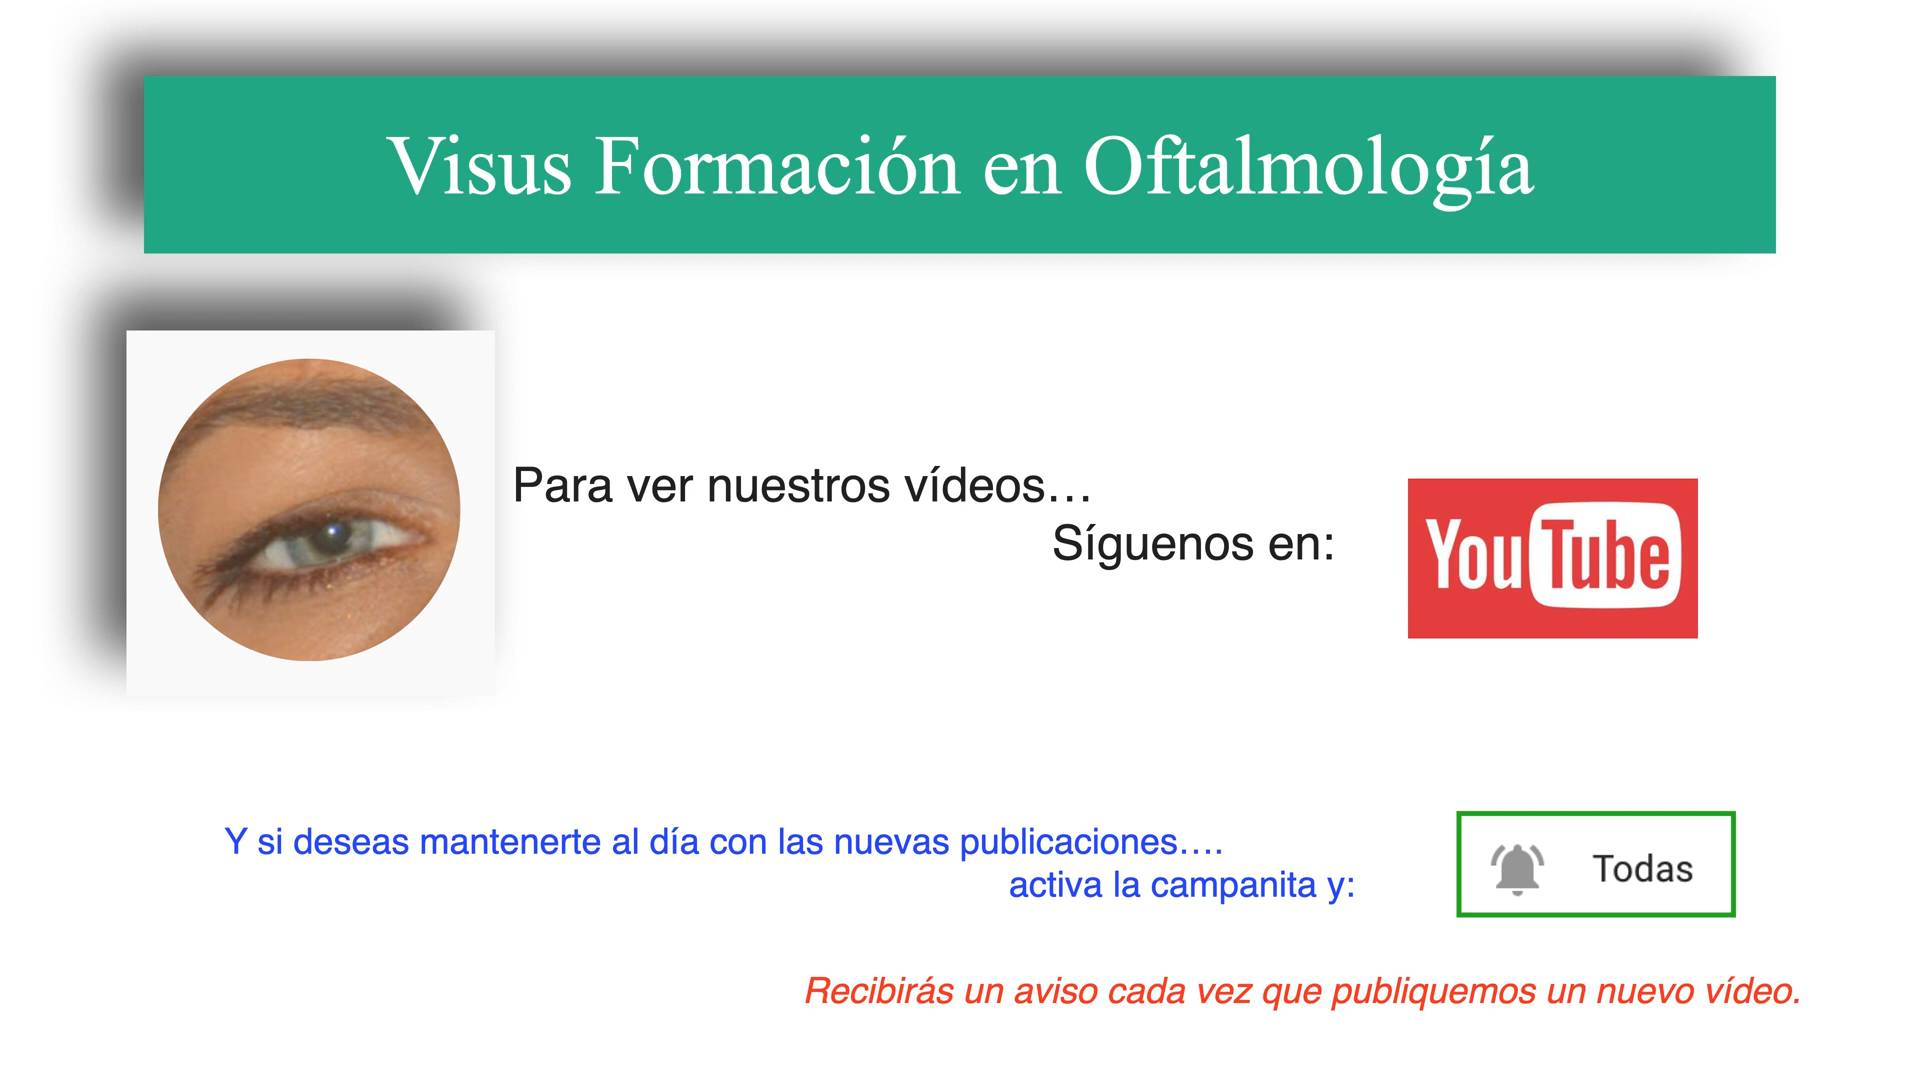 Visus Formación en Oftalmología
Para ver nuestros vídeos…
Síguenos en:
YouTube
Y si deseas mantenerte al día con las nuevas publicaciones….
activa la campanita y:
Todas
Recibirás un aviso cada vez que publiquemos un nuevo vídeo.